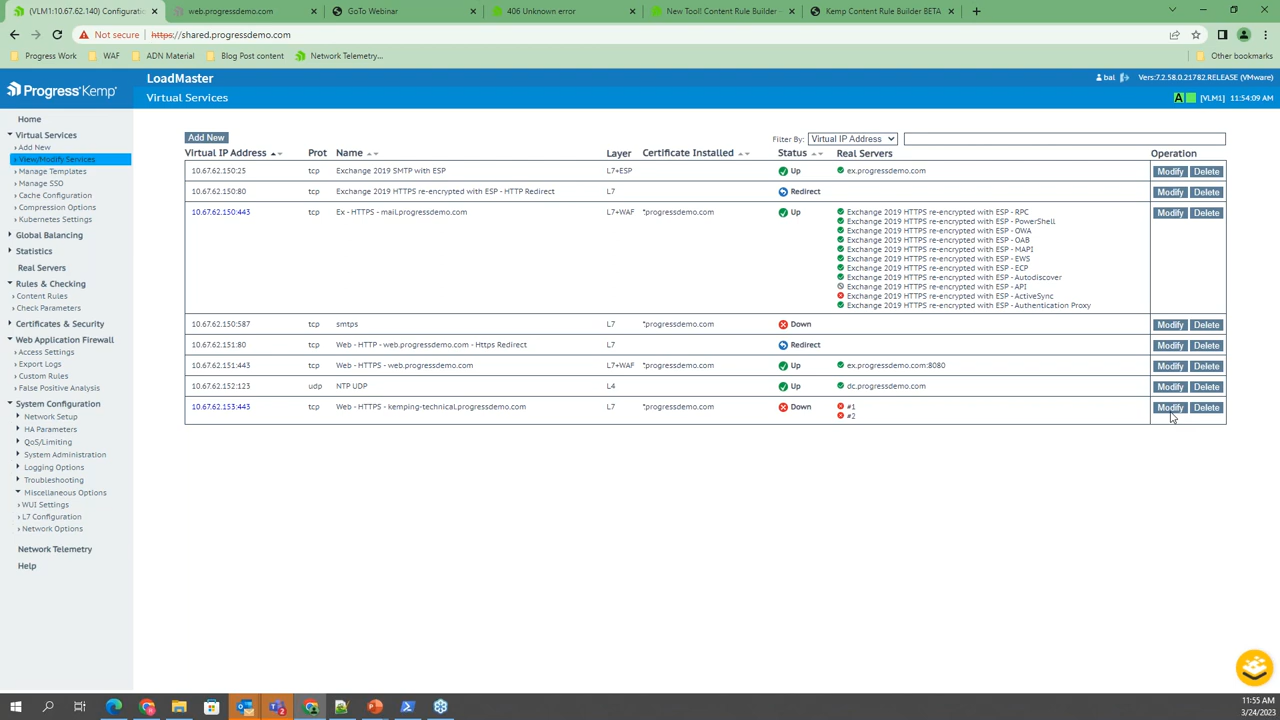 (VLM1:10.67.62.140) Configurati
web.progressdemo.com
GoTo Webinar
406 Unknown error
New Tool! Content Rule Builder -
Kemp Content Rule Builder BETA
Not secure
https://shared.progressdemo.com
Progress Work
WAF
ADN Material
Blog Post content
Network Telemetry...
Other bookmarks
Progress Kemp
LoadMaster
Virtual Services
bal
Vers:7.2.58.0.21782.RELEASE (VMware)
A [VLM1] 11:54:09 AM
Home
Virtual Services
Add New
View/Modify Services
Manage Templates
Manage SSO
Cache Configuration
Compression Options
Kubernetes Settings
Global Balancing
Statistics
Real Servers
Rules & Checking
Content Rules
Check Parameters
Certificates & Security
Web Application Firewall
Access Settings
Export Logs
Custom Rules
False Positive Analysis
System Configuration
Network Setup
HA Parameters
QoS/Limiting
System Administration
Logging Options
Troubleshooting
Miscellaneous Options
WUI Settings
L7 Configuration
Network Options
Network Telemetry
Help
Add New
Filter By: Virtual IP Address
Virtual IP Address Prot Name Layer Certificate Installed Status Real Servers Operation
10.67.62.150:25 tcp Exchange 2019 SMTP with ESP L7+ESP Up ex.progressdemo.com Modify Delete
10.67.62.150:80 tcp Exchange 2019 HTTPS re-encrypted with ESP - HTTP Redirect L7 Redirect Modify Delete
10.67.62.150:443 tcp Ex - HTTPS - mail.progressdemo.com L7+WAF *progressdemo.com Up Exchange 2019 HTTPS re-encrypted with ESP - RPC Modify Delete
Exchange 2019 HTTPS re-encrypted with ESP - PowerShell
Exchange 2019 HTTPS re-encrypted with ESP - OWA
Exchange 2019 HTTPS re-encrypted with ESP - OAB
Exchange 2019 HTTPS re-encrypted with ESP - MAPI
Exchange 2019 HTTPS re-encrypted with ESP - EWS
Exchange 2019 HTTPS re-encrypted with ESP - ECP
Exchange 2019 HTTPS re-encrypted with ESP - Autodiscover
Exchange 2019 HTTPS re-encrypted with ESP - API
Exchange 2019 HTTPS re-encrypted with ESP - ActiveSync
Exchange 2019 HTTPS re-encrypted with ESP - Authentication Proxy
10.67.62.150:587 tcp smtps L7 *progressdemo.com Down Modify Delete
10.67.62.151:80 tcp Web - HTTP - web.progressdemo.com - Https Redirect L7 Redirect Modify Delete
10.67.62.151:443 tcp Web - HTTPS - web.progressdemo.com L7+WAF *progressdemo.com Up ex.progressdemo.com:8080 Modify Delete
10.67.62.152:123 udp NTP UDP L4 Up dc.progressdemo.com Modify Delete
10.67.62.153:443 tcp Web - HTTPS - kemping-technical.progressdemo.com L7 *progressdemo.com Down #1 Modify Delete
#2
11:55 AM
3/24/2023